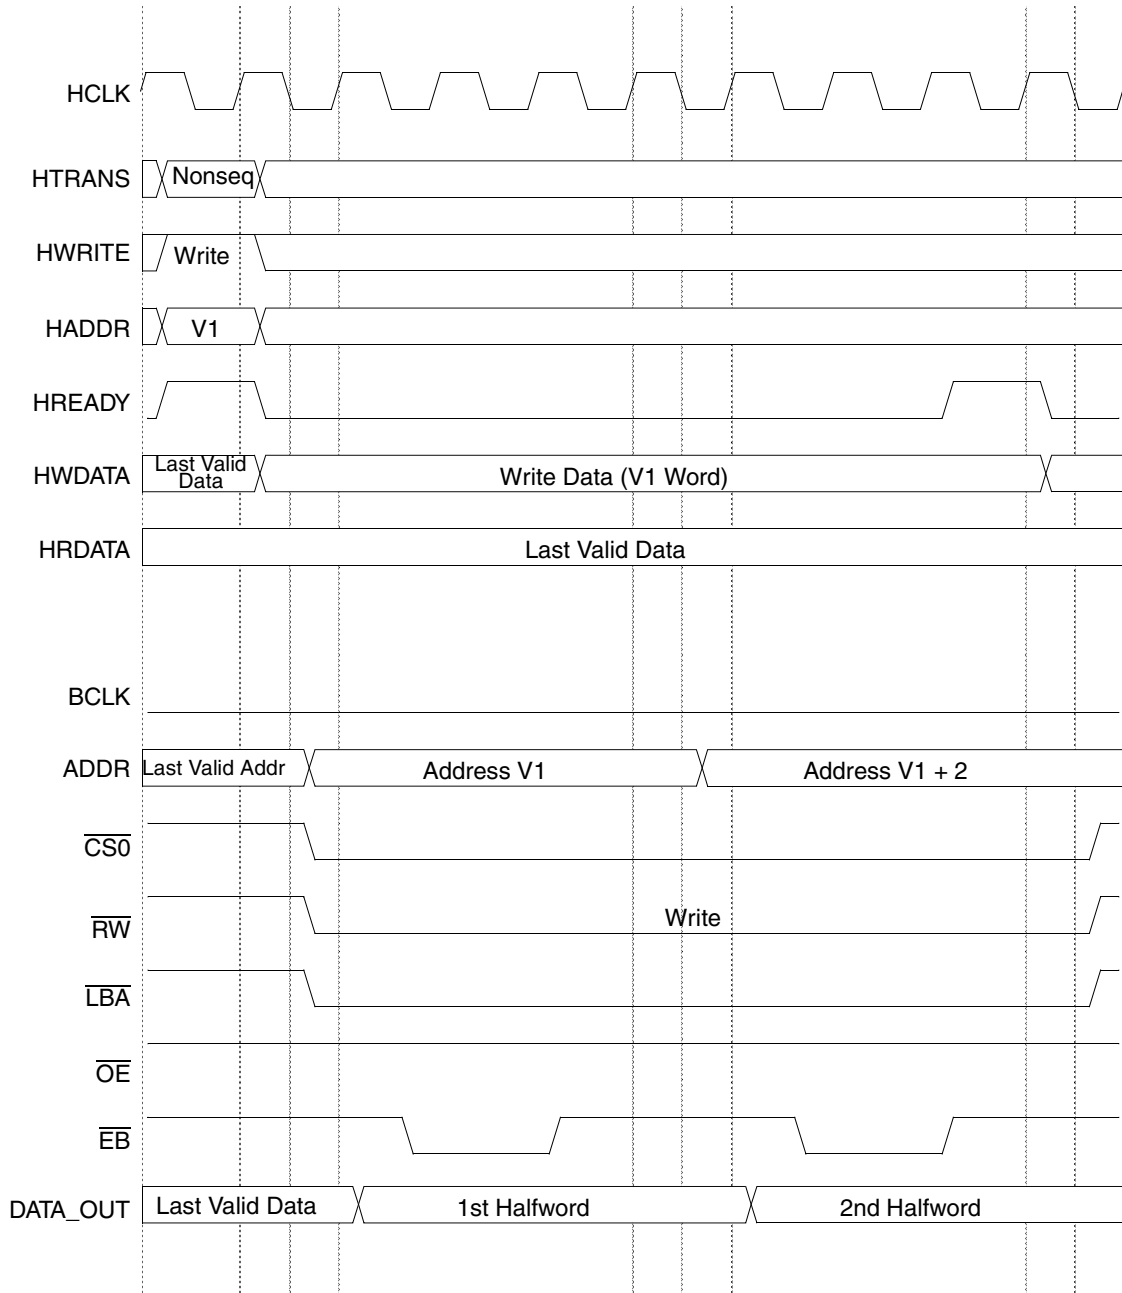 HCLK
HTRANS Nonseq
HWRITE Write
HADDR V1
HREADY
HWDATA Last Valid Data Write Data (V1 Word)
HRDATA Last Valid Data
BCLK
ADDR Last Valid Addr Address V1 Address V1 + 2
CS0
RW Write
LBA
OE
EB
DATA_OUT Last Valid Data 1st Halfword 2nd Halfword